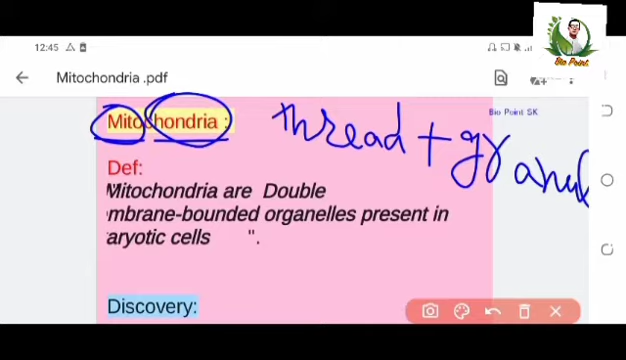 12:45
Bio Point
Mitochondria .pdf
Mitochondria :
thread + granul
Bio Point SK
Def:
Mitochondria are Double
mbrane-bounded organelles present in
aryotic cells ".
Discovery: